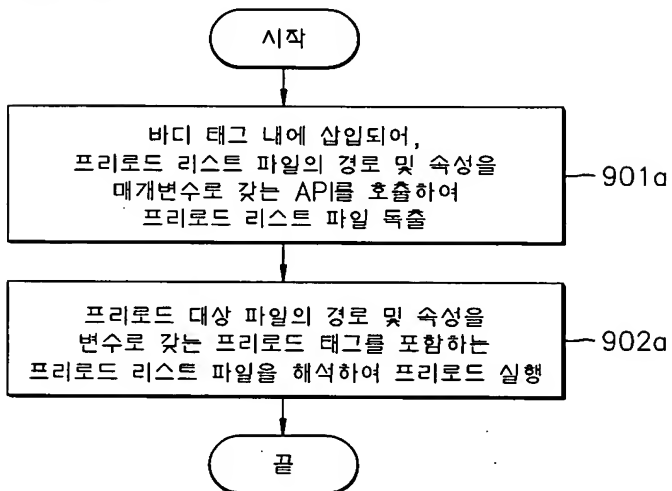 시작
바디 태그 내에 삽입되어,
프리로드 리스트 파일의 경로 및 속성을
매개변수로 갖는 API를 호출하여
프리로드 리스트 파일 독출
901a
프리로드 대상 파일의 경로 및 속성을
변수로 갖는 프리로드 태그를 포함하는
프리로드 리스트 파일을 해석하여 프리로드 실행
902a
끝